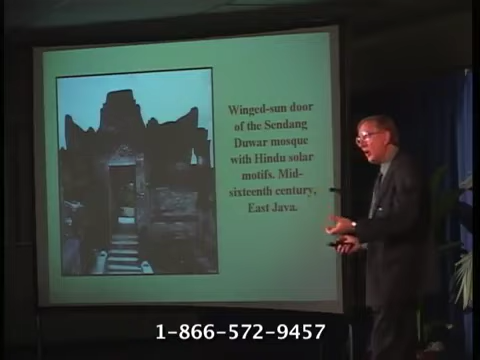 Winged-sun door
of the Sendang
Duwar mosque
with Hindu solar
motifs. Mid-
sixteenth century,
East Java.
1-866-572-9457